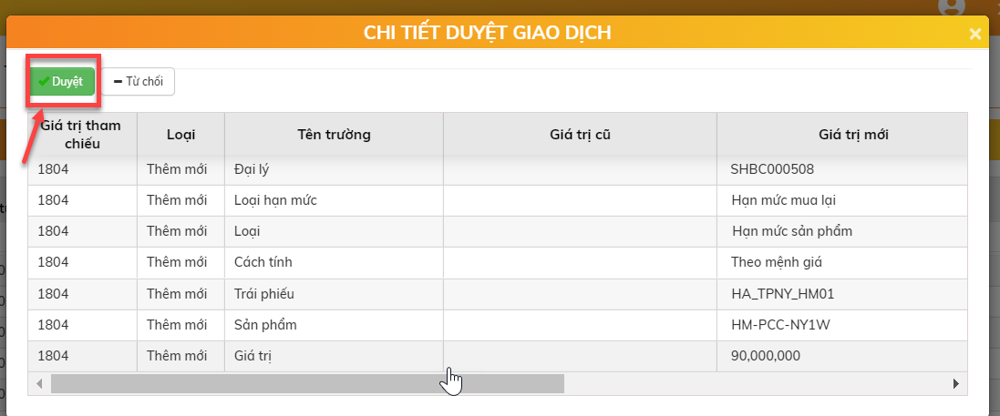 CHI TIẾT DUYỆT GIAO DỊCH
Duyệt
Từ chối
Giá trị tham chiếu Loại Tên trường Giá trị cũ Giá trị mới
1804 Thêm mới Đại lý SHBC000508
1804 Thêm mới Loại hạn mức Hạn mức mua lại
1804 Thêm mới Loại Hạn mức sản phẩm
1804 Thêm mới Cách tính Theo mệnh giá
1804 Thêm mới Trái phiếu HA_TPNY_HM01
1804 Thêm mới Sản phẩm HM-PCC-NY1W
1804 Thêm mới Giá trị 90,000,000